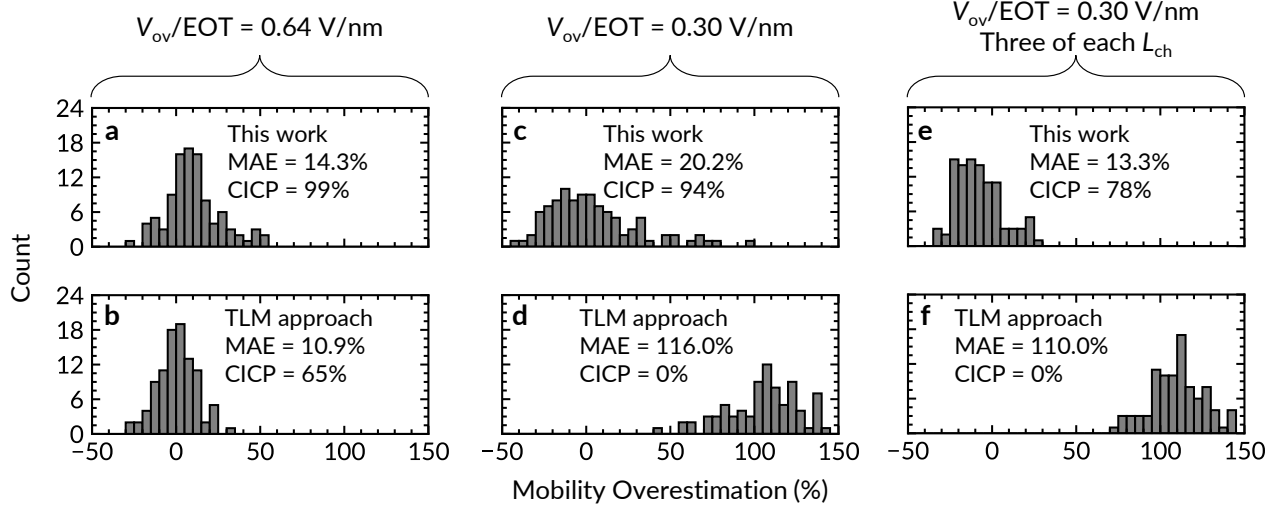 V_ov/EOT = 0.64 V/nm
V_ov/EOT = 0.30 V/nm
V_ov/EOT = 0.30 V/nm
Three of each L_ch
Count
24
18
12
6
0
a
This work
MAE = 14.3%
CICP = 99%
c
This work
MAE = 20.2%
CICP = 94%
e
This work
MAE = 13.3%
CICP = 78%
24
18
12
6
0
b
TLM approach
MAE = 10.9%
CICP = 65%
d
TLM approach
MAE = 116.0%
CICP = 0%
f
TLM approach
MAE = 110.0%
CICP = 0%
−50 0 50 100 150
−50 0 50 100 150
−50 0 50 100 150
Mobility Overestimation (%)